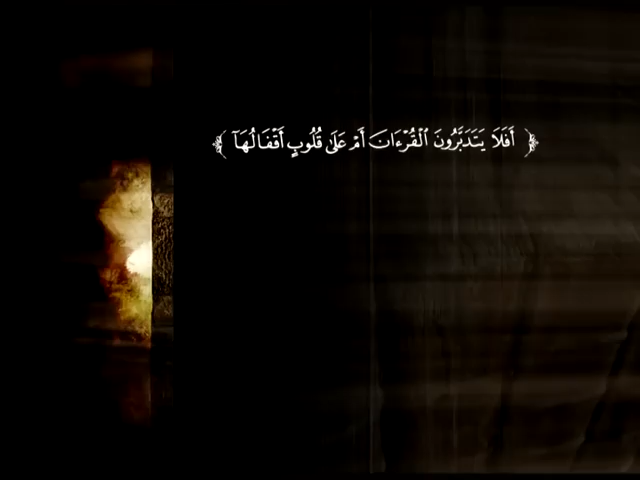 ﴿ أَفَلَا يَتَدَبَّرُونَ ٱلْقُرْءَانَ أَمْ عَلَىٰ قُلُوبٍ أَقْفَالُهَآ ﴾